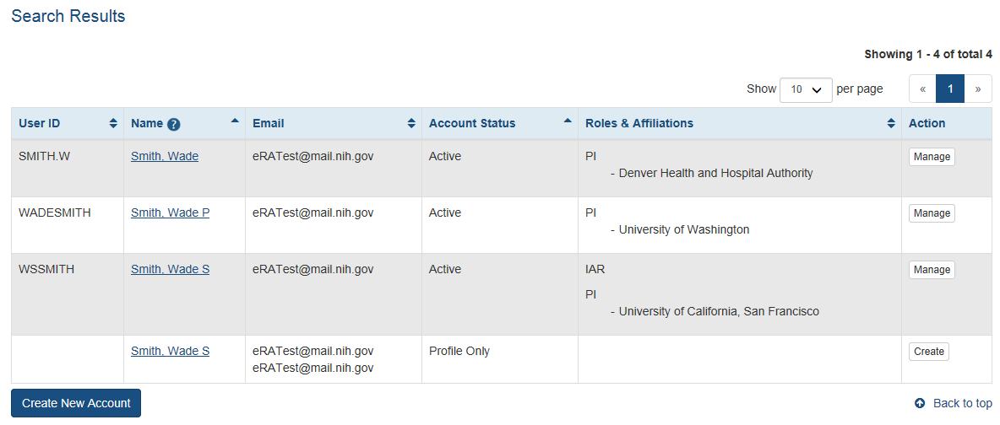 Search Results
Showing 1 - 4 of total 4
Show 10 per page « 1 »
User ID Name ? Email Account Status Roles & Affiliations Action
SMITH.W Smith, Wade eRATest@mail.nih.gov Active PI Manage
- Denver Health and Hospital Authority
WADESMITH Smith, Wade P eRATest@mail.nih.gov Active PI Manage
- University of Washington
WSSMITH Smith, Wade S eRATest@mail.nih.gov Active IAR Manage
PI
- University of California, San Francisco
Smith, Wade S eRATest@mail.nih.gov Profile Only Create
eRATest@mail.nih.gov
Create New Account Back to top